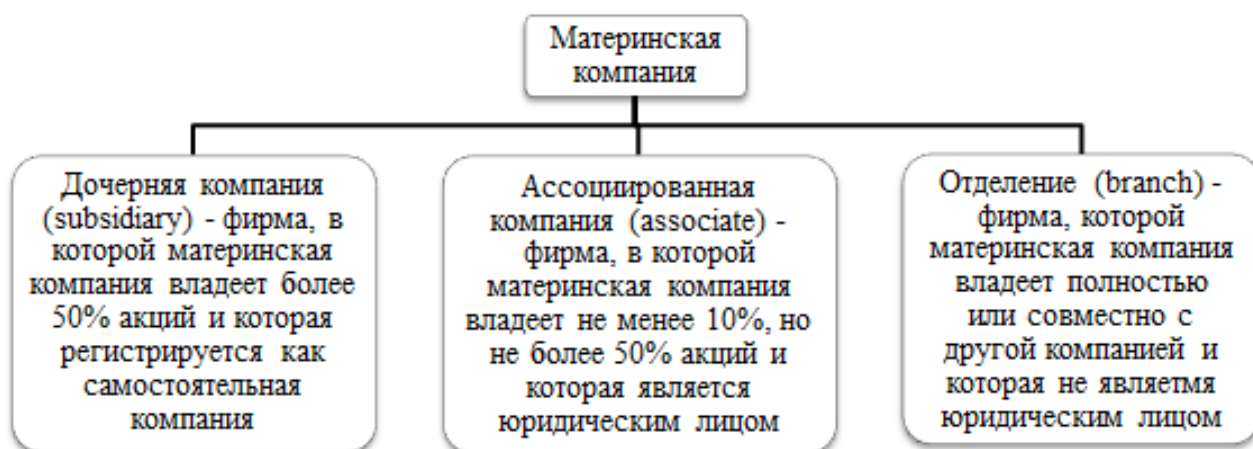 Материнская
компания
Дочерняя компания
(subsidiary) - фирма, в
которой материнская
компания владеет более
50% акций и которая
регистрируется как
самостоятельная
компания
Ассоциированная
компания (associate) -
фирма, в которой
материнская компания
владеет не менее 10%, но
не более 50% акций и
которая является
юридическим лицом
Отделение (branch) -
фирма, которой
материнская компания
владеет полностью
или совместно с
другой компанией и
которая не являетмя
юридическим лицом